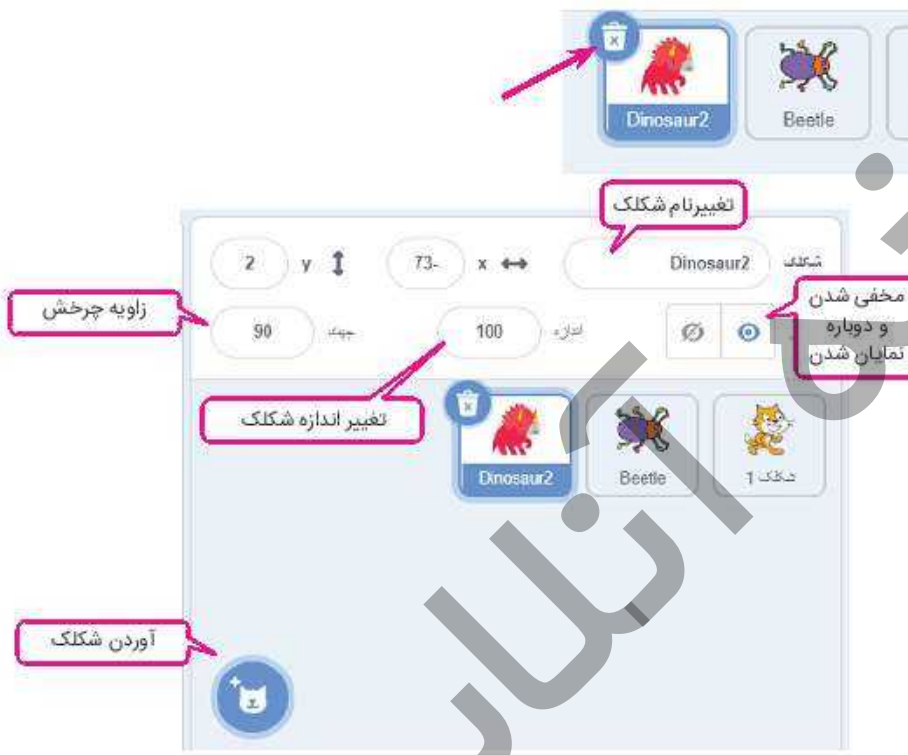 Dinosaur2
Beetle
تغییرنام شکلک
شکلک Dinosaur2 x 73- y 2
مخفی شدن
و دوباره
نمایان شدن
اندازه 100 جهت 90
زاویه چرخش
تغییر اندازه شکلک
شکلک 1
Beetle
Dinosaur2
آوردن شکلک